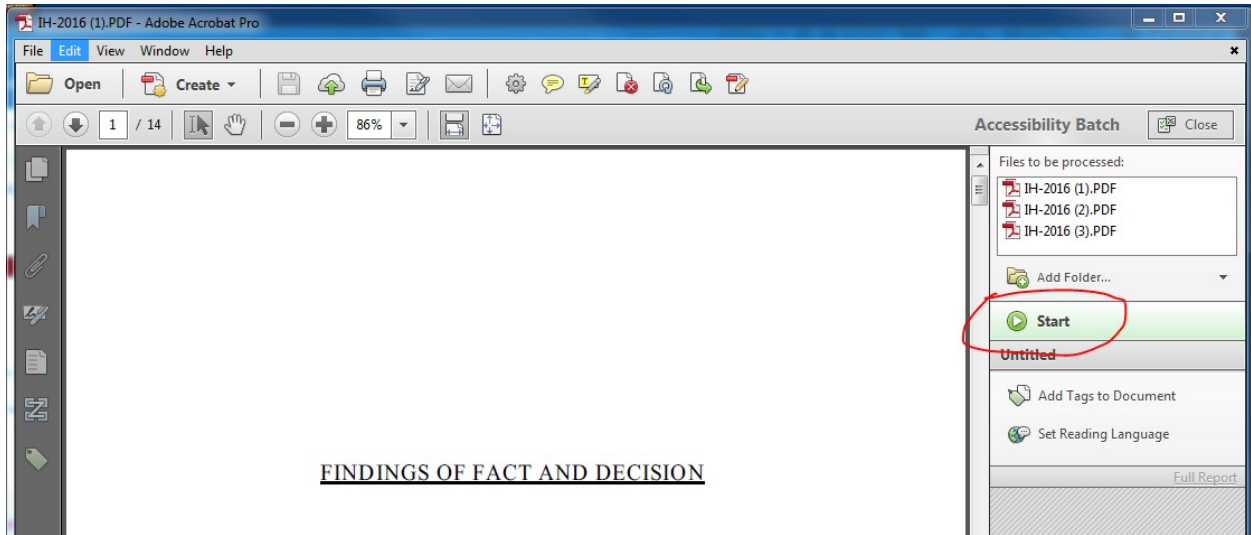 IH-2016 (1).PDF - Adobe Acrobat Pro
File Edit View Window Help
Open Create
1 / 14 86% Accessibility Batch Close
Files to be processed:
IH-2016 (1).PDF
IH-2016 (2).PDF
IH-2016 (3).PDF
Add Folder...
Start
Untitled
Add Tags to Document
Set Reading Language
FINDINGS OF FACT AND DECISION
Full Report